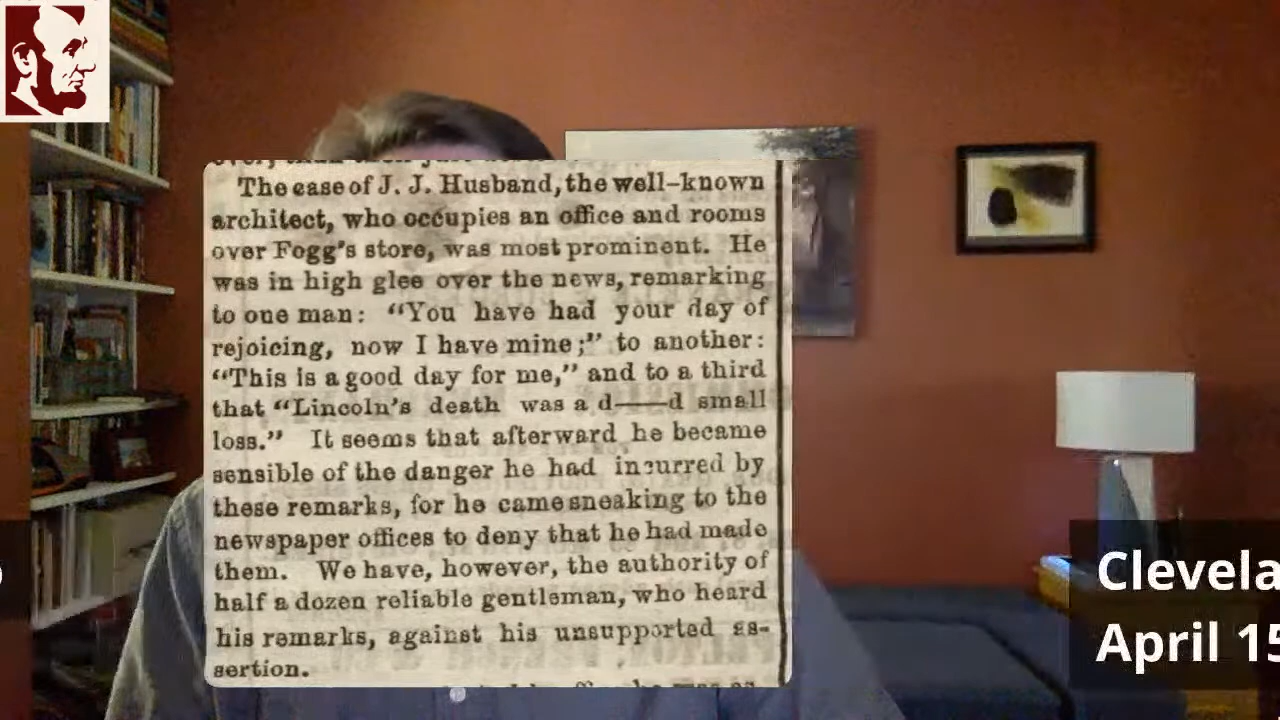 The case of J. J. Husband, the well-known
architect, who occupies an office and rooms
over Fogg's store, was most prominent. He
was in high glee over the news, remarking
to one man: “You have had your day of
rejoicing, now I have mine;” to another:
“This is a good day for me,” and to a third
that “Lincoln's death was a d——d small
loss.” It seems that afterward he became
sensible of the danger he had incurred by
these remarks, for he came sneaking to the
newspaper offices to deny that he had made
them. We have, however, the authority of
half a dozen reliable gentleman, who heard
his remarks, against his unsupported as-
sertion.
Clevela
April 15